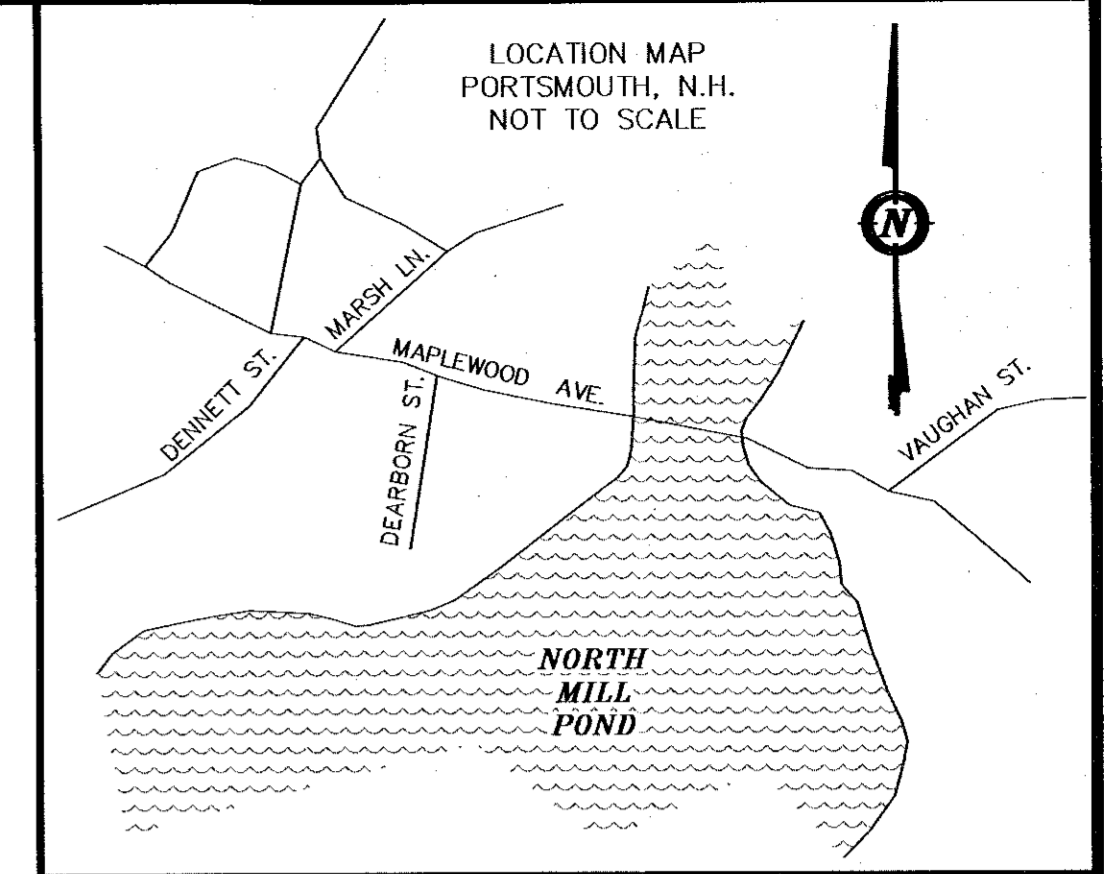 LOCATION MAP
PORTSMOUTH, N.H.
NOT TO SCALE
N
MARSH LN.
MAPLEWOOD AVE.
DENNETT ST.
DEARBORN ST.
VAUGHAN ST.
NORTH
MILL
POND